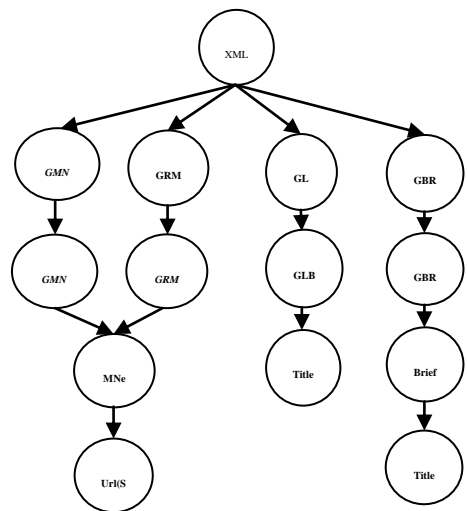 XML
GMN
GRM
GL
GBR
GMN
GRM
GLB
GBR
MNe
Title
Brief
Url(S
Title